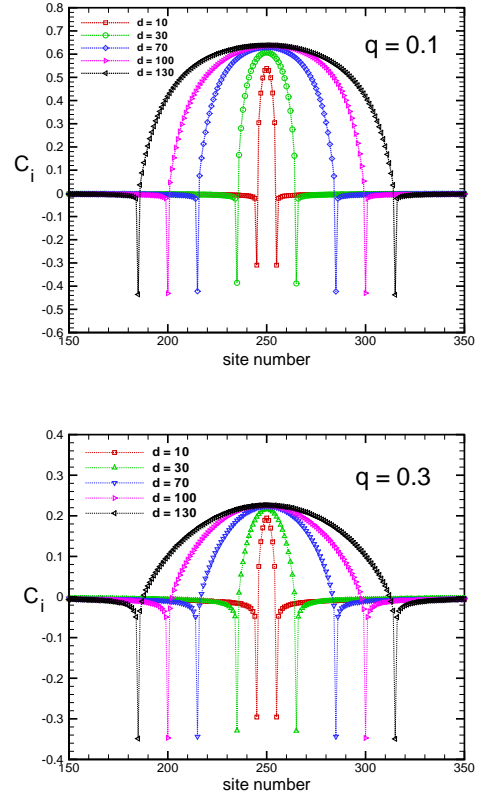 0.8
0.7
0.6
0.5
0.4
0.3
0.2
0.1
0
-0.1
-0.2
-0.3
-0.4
-0.5
-0.6
C i
d = 10
d = 30
d = 70
d = 100
d = 130
q = 0.1
150 200 250 300 350
site number
0.4
0.3
0.2
0.1
0
-0.1
-0.2
-0.3
-0.4
C i
d = 10
d = 30
d = 70
d = 100
d = 130
q = 0.3
150 200 250 300 350
site number